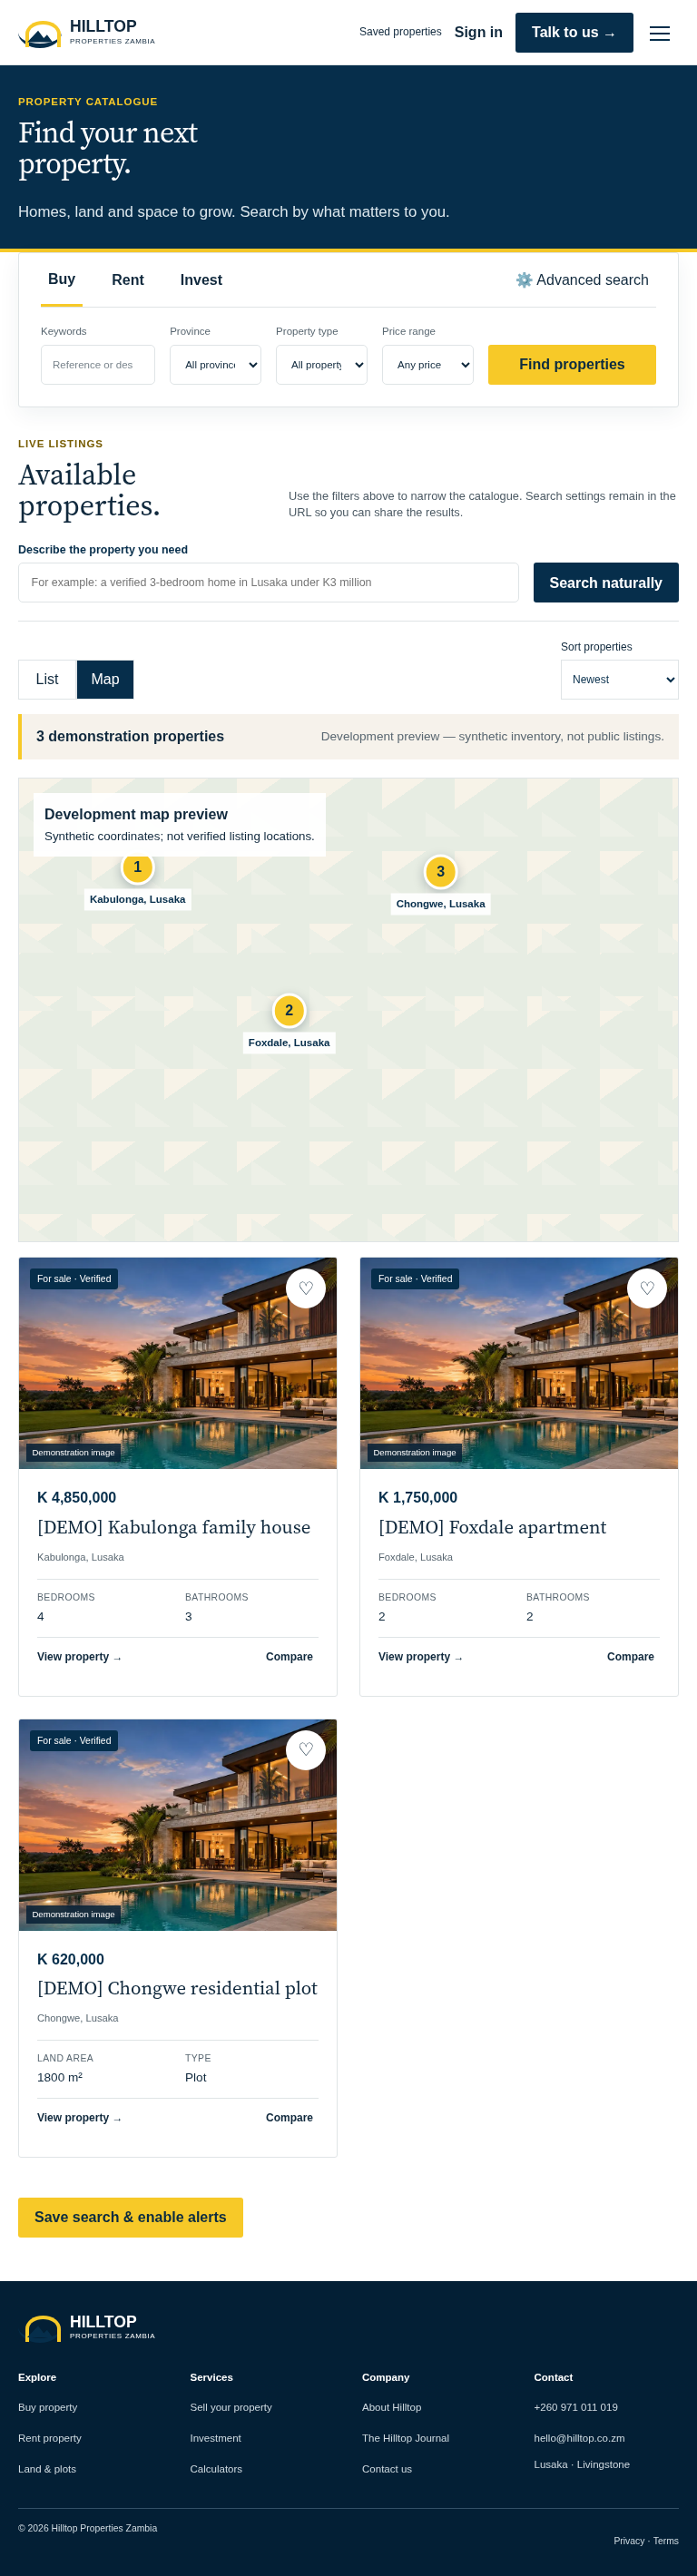 HILLTOP
PROPERTIES ZAMBIA
Saved properties
Sign in
Talk to us →
PROPERTY CATALOGUE
Find your next
property.
Homes, land and space to grow. Search by what matters to you.
Buy
Rent
Invest
⚙️ Advanced search
Keywords
Province
Property type
Price range
Reference or des
All province
All property
Any price
Find properties
LIVE LISTINGS
Available
properties.
Use the filters above to narrow the catalogue. Search settings remain in the
URL so you can share the results.
Describe the property you need
For example: a verified 3-bedroom home in Lusaka under K3 million
Search naturally
Sort properties
List
Map
Newest
3 demonstration properties
Development preview — synthetic inventory, not public listings.
Development map preview
Synthetic coordinates; not verified listing locations.
1
Kabulonga, Lusaka
3
Chongwe, Lusaka
2
Foxdale, Lusaka
For sale · Verified
♡
Demonstration image
K 4,850,000
[DEMO] Kabulonga family house
Kabulonga, Lusaka
BEDROOMS
BATHROOMS
4
3
View property →
Compare
For sale · Verified
♡
Demonstration image
K 1,750,000
[DEMO] Foxdale apartment
Foxdale, Lusaka
BEDROOMS
BATHROOMS
2
2
View property →
Compare
For sale · Verified
♡
Demonstration image
K 620,000
[DEMO] Chongwe residential plot
Chongwe, Lusaka
LAND AREA
TYPE
1800 m²
Plot
View property →
Compare
Save search & enable alerts
HILLTOP
PROPERTIES ZAMBIA
Explore
Buy property
Rent property
Land & plots
Services
Sell your property
Investment
Calculators
Company
About Hilltop
The Hilltop Journal
Contact us
Contact
+260 971 011 019
hello@hilltop.co.zm
Lusaka · Livingstone
© 2026 Hilltop Properties Zambia
Privacy · Terms